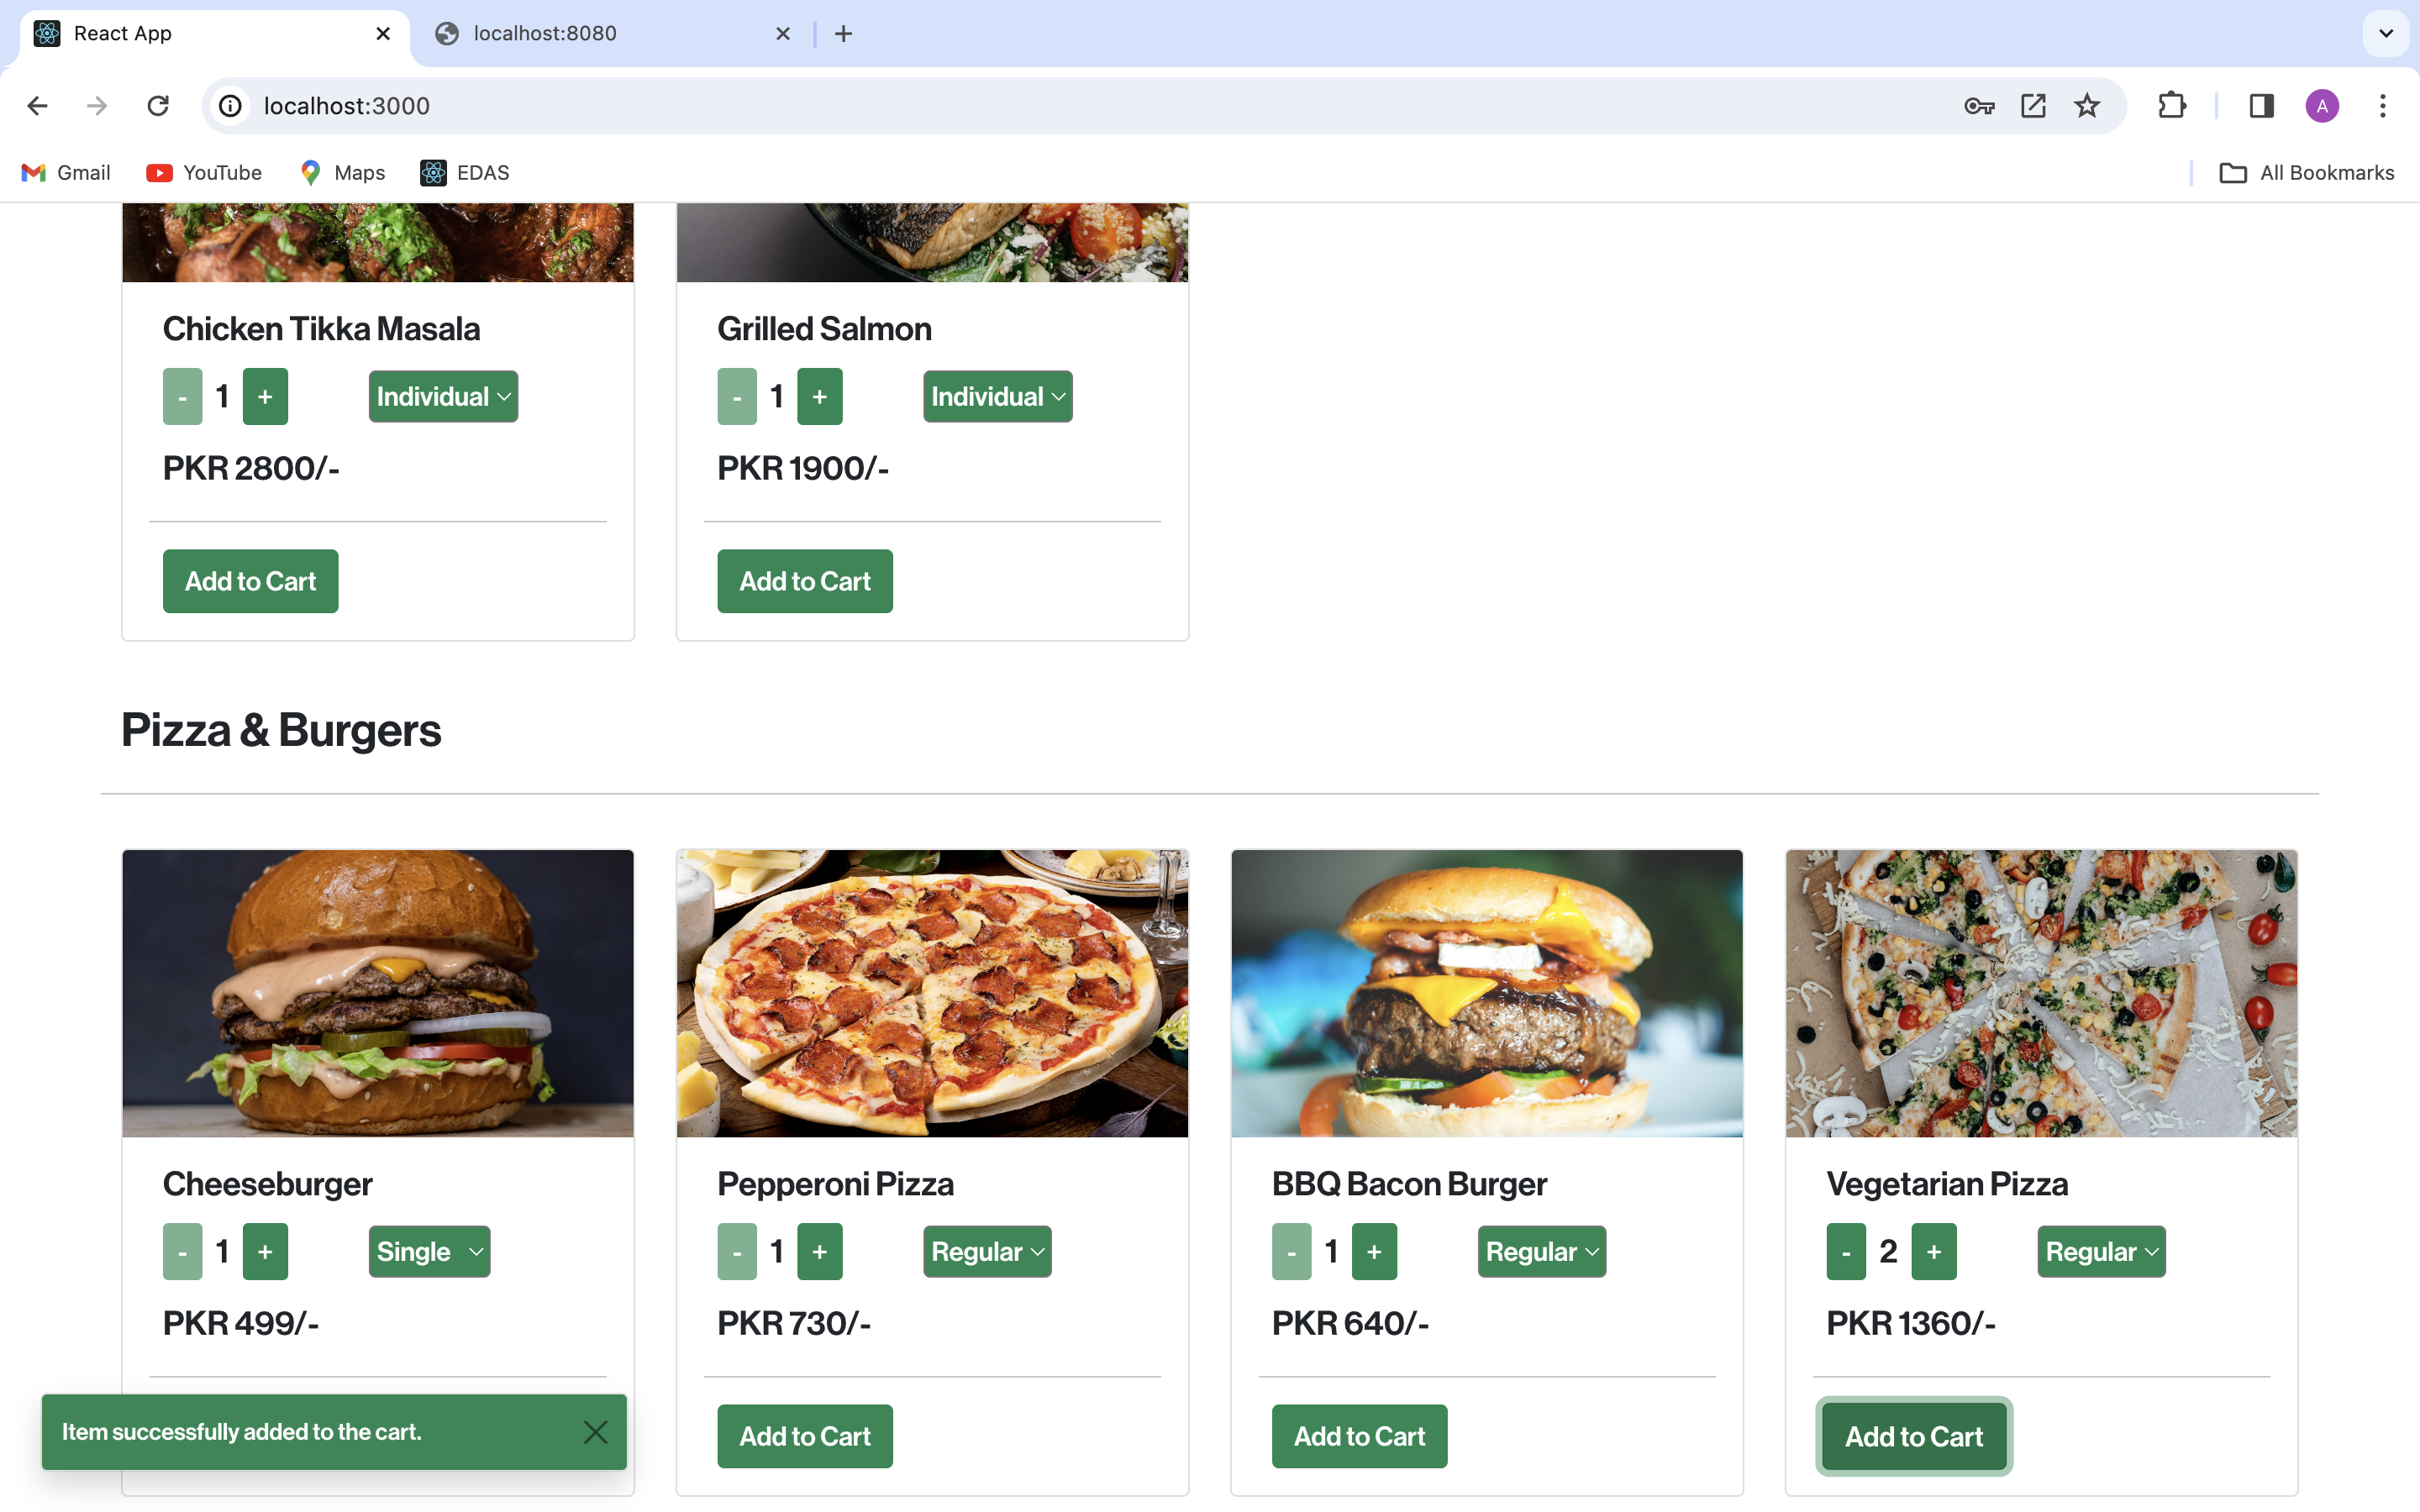 React App
localhost:8080
localhost:3000
A
Gmail
YouTube
Maps
EDAS
All Bookmarks
Chicken Tikka Masala
- 1 +
Individual
PKR 2800/-
Add to Cart
Grilled Salmon
- 1 +
Individual
PKR 1900/-
Add to Cart
Pizza & Burgers
Cheeseburger
- 1 +
Single
PKR 499/-
Pepperoni Pizza
- 1 +
Regular
PKR 730/-
Add to Cart
BBQ Bacon Burger
- 1 +
Regular
PKR 640/-
Add to Cart
Vegetarian Pizza
- 2 +
Regular
PKR 1360/-
Add to Cart
Item successfully added to the cart.